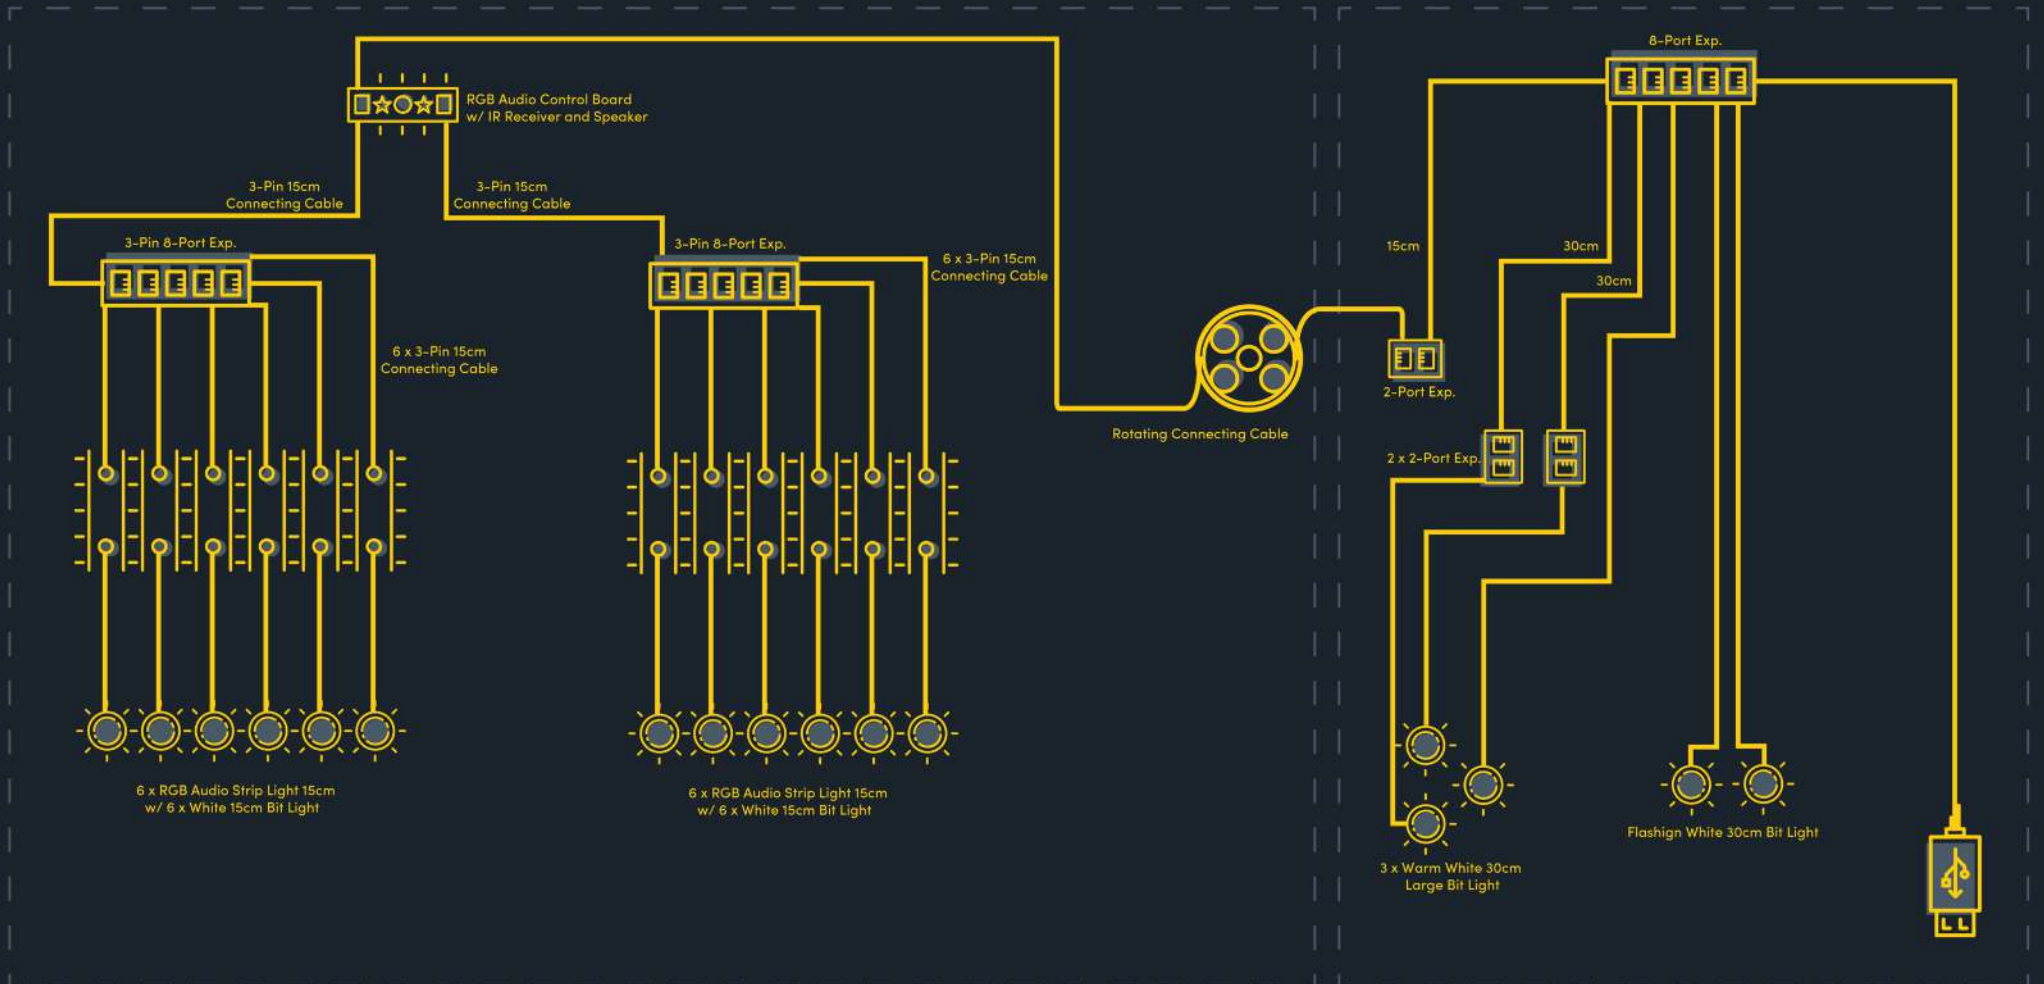 8-Port Exp.
RGB Audio Control Board
w/ IR Receiver and Speaker
3-Pin 15cm
Connecting Cable
3-Pin 15cm
Connecting Cable
3-Pin 8-Port Exp.
3-Pin 8-Port Exp.
6 x 3-Pin 15cm
Connecting Cable
15cm
30cm
30cm
6 x 3-Pin 15cm
Connecting Cable
2-Port Exp.
Rotating Connecting Cable
2 x 2-Port Exp.
6 x RGB Audio Strip Light 15cm
w/ 6 x White 15cm Bit Light
6 x RGB Audio Strip Light 15cm
w/ 6 x White 15cm Bit Light
Flashign White 30cm Bit Light
3 x Warm White 30cm
Large Bit Light